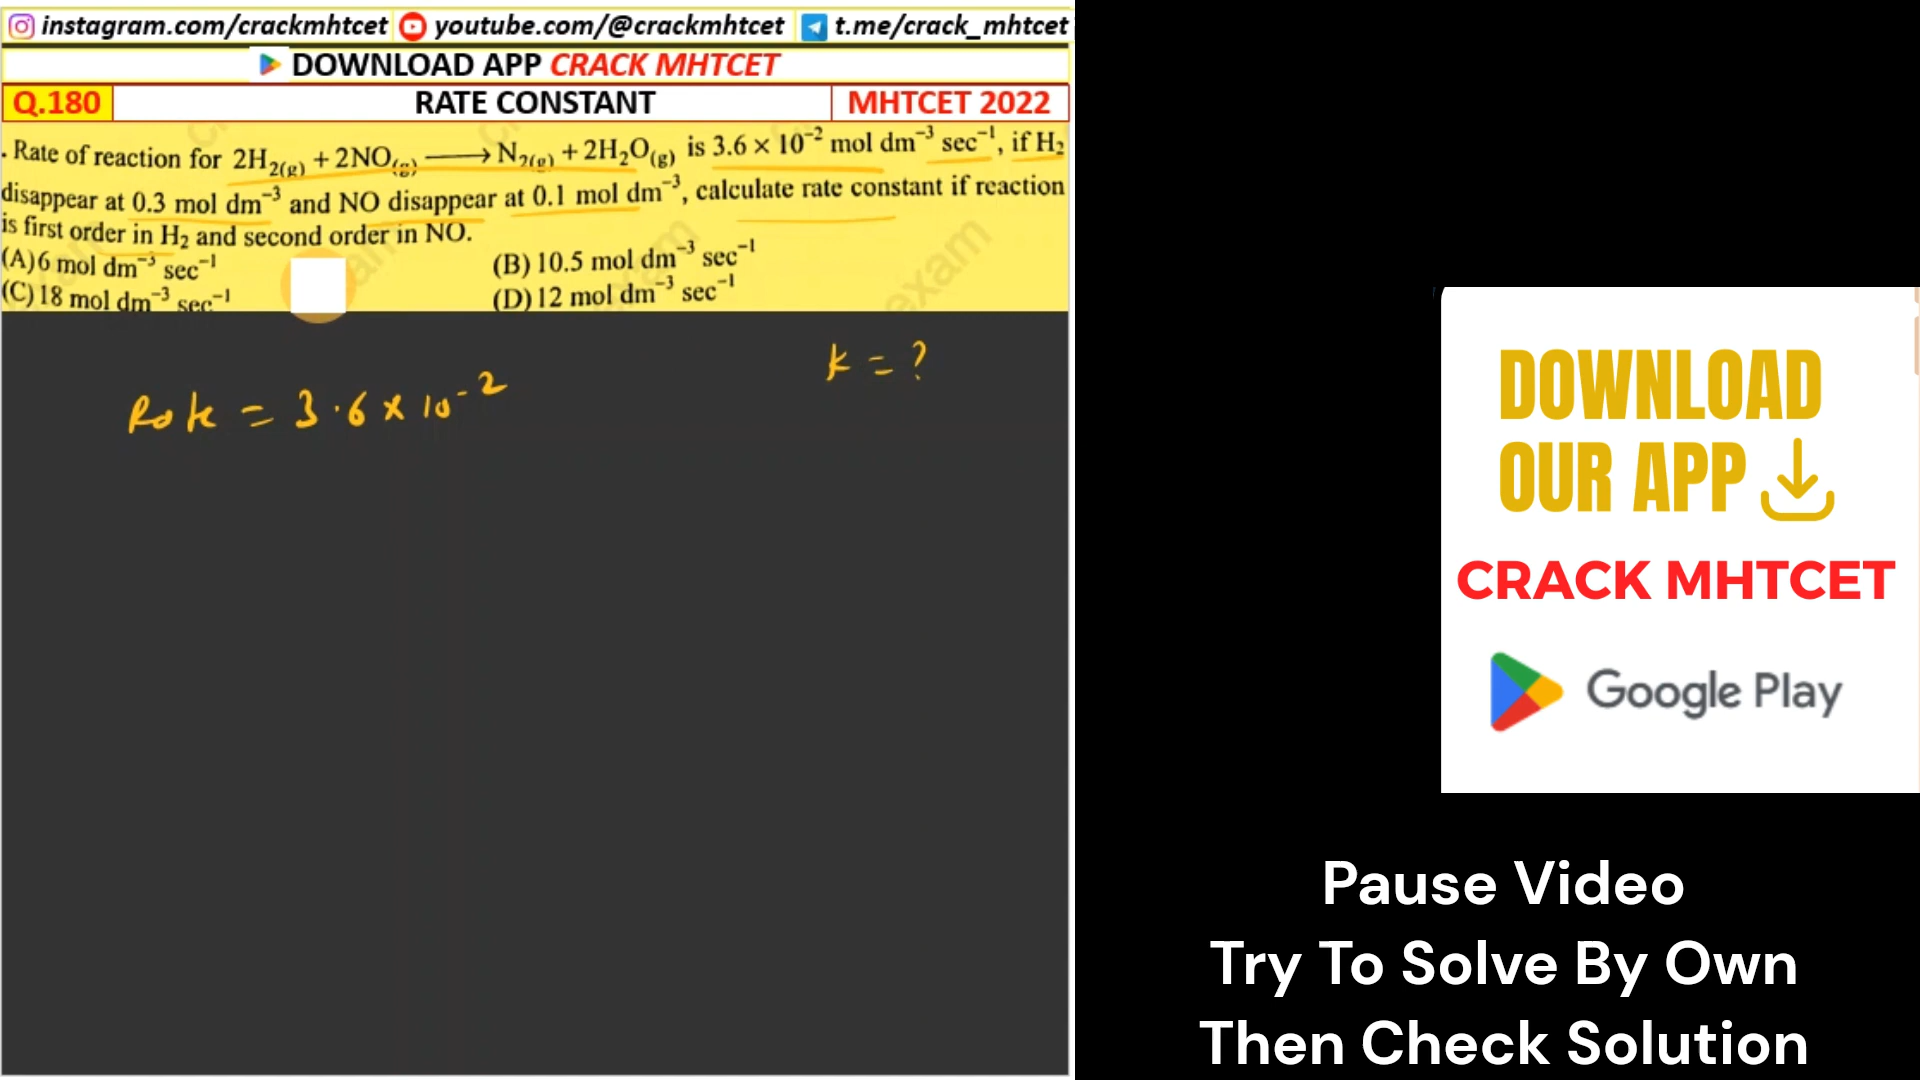 instagram.com/crackmhtcet youtube.com/@crackmhtcet t.me/crack_mhtcet
DOWNLOAD APP CRACK MHTCET
Q.180 RATE CONSTANT MHTCET 2022
Rate of reaction for 2H₂(g) + 2NO(g) ⟶ N₂(g) + 2H₂O(g) is 3.6 × 10⁻² mol dm⁻³ sec⁻¹, if H₂
disappear at 0.3 mol dm⁻³ and NO disappear at 0.1 mol dm⁻³, calculate rate constant if reaction
is first order in H₂ and second order in NO.
(A) 6 mol dm⁻³ sec⁻¹ (B) 10.5 mol dm⁻³ sec⁻¹
(C) 18 mol dm⁻³ sec⁻¹ (D) 12 mol dm⁻³ sec⁻¹
k = ?
Rate = 3.6 × 10⁻²
DOWNLOAD
OUR APP
CRACK MHTCET
Google Play
Pause Video
Try To Solve By Own
Then Check Solution